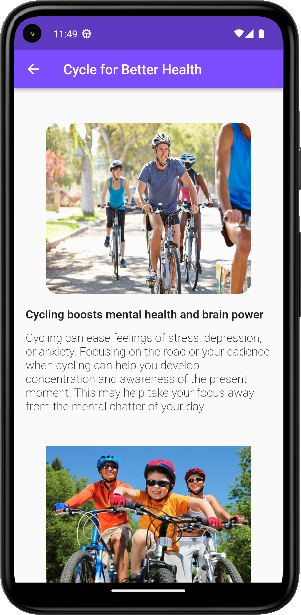 11:49
Cycle for Better Health
Cycling boosts mental health and brain power
Cycling can ease feelings of stress, depression,
or anxiety. Focusing on the road or your cadence
when cycling can help you develop
concentration and awareness of the present
moment. This may help take your focus away
from the mental chatter of your day.